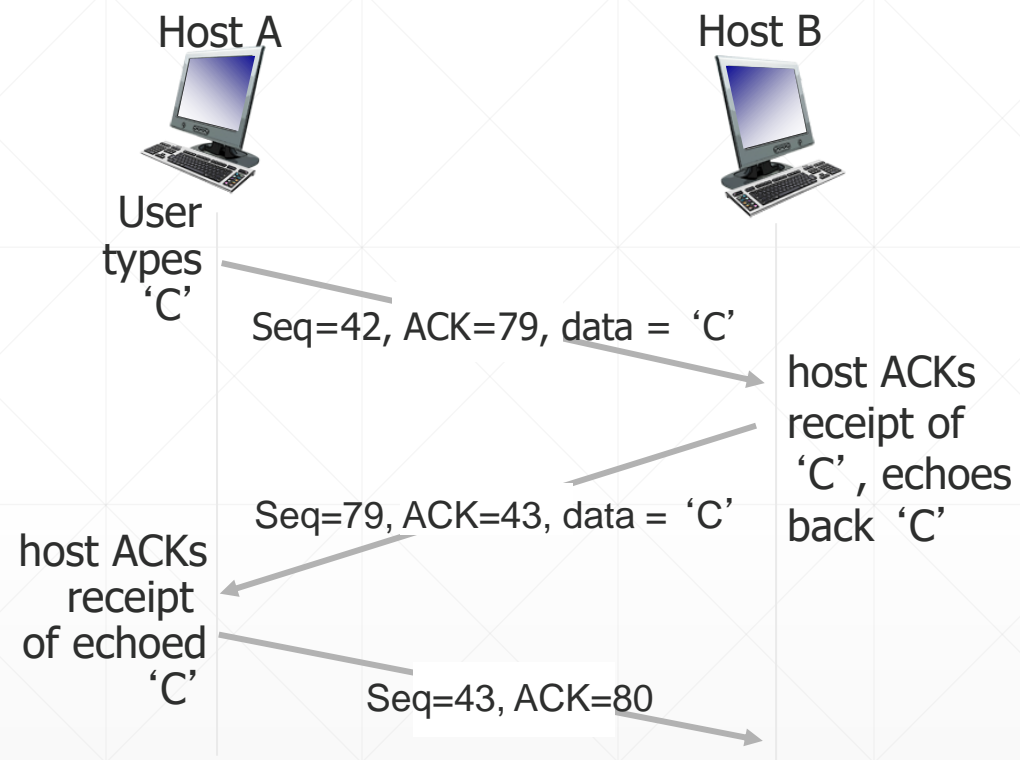 Host A
Host B
User
types
‘C’
Seq=42, ACK=79, data = ‘C’
host ACKs
receipt of
‘C’, echoes
back ‘C’
Seq=79, ACK=43, data = ‘C’
host ACKs
receipt
of echoed
‘C’
Seq=43, ACK=80